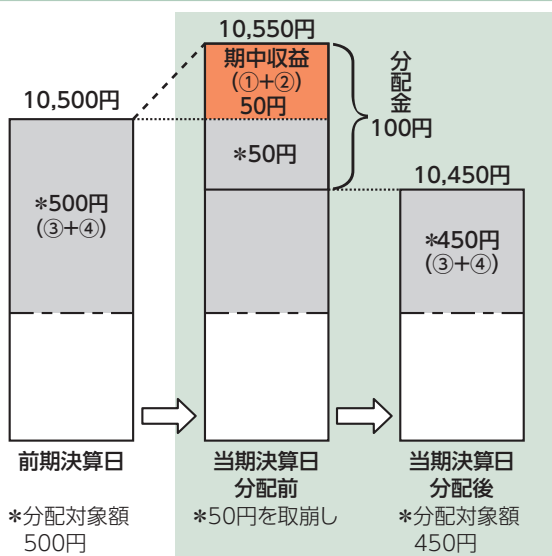 10,550円
期中収益
(①+②)
50円
分配金
100円
10,500円
*50円
10,450円
*500円
(③+④)
*450円
(③+④)
前期決算日
当期決算日
分配前
当期決算日
分配後
*分配対象額
500円
*50円を取崩し
*分配対象額
450円